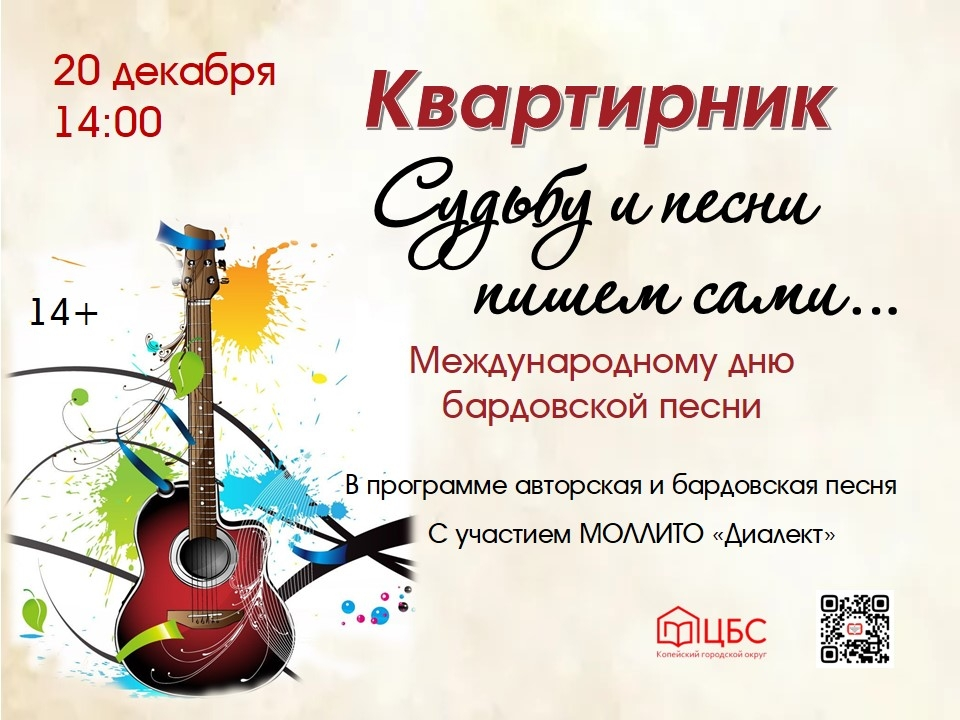 20 декабря
14:00
Квартирник
Судьбу и песни
пишем сами...
14+
Международному дню
бардовской песни
В программе авторская и бардовская песня
С участием МОЛЛИТО «Диалект»
ЦБС
Копейский городской округ